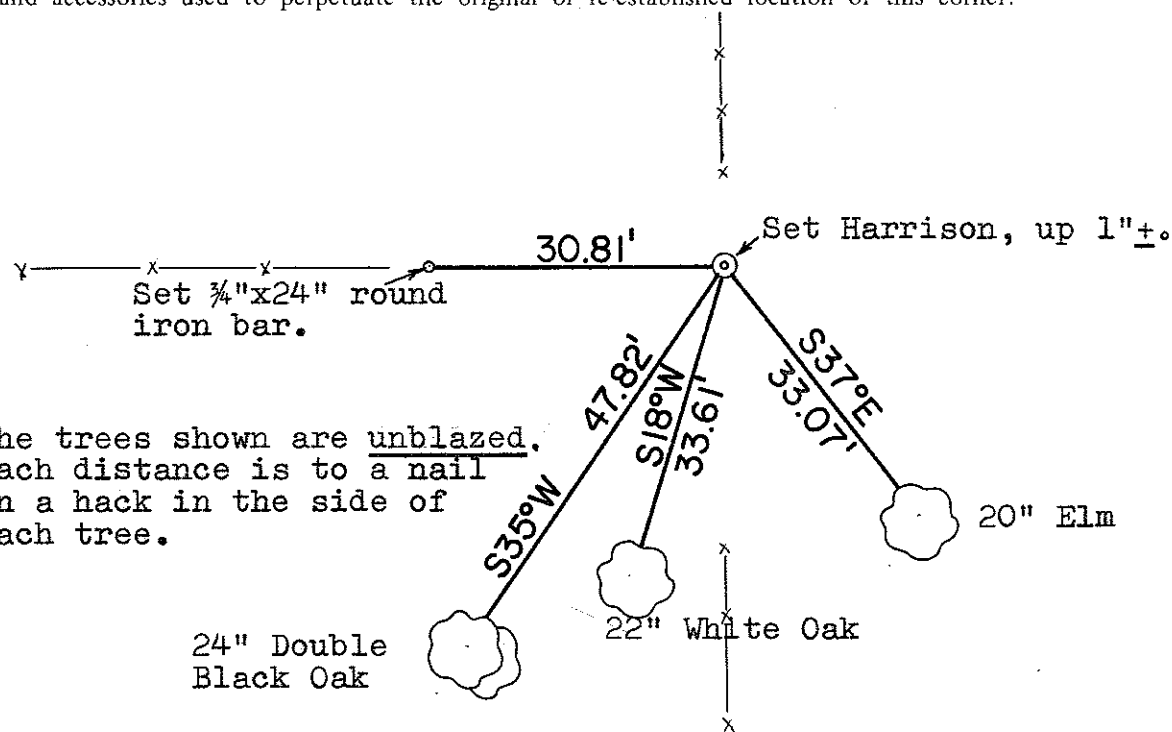 and accessories used to perpetuate the original or re-established location of this corner.
Set Harrison, up 1"±.
30.81'
Set ¾"x24" round
iron bar.
47.82'
S35°W
S18°W
33.61'
S37°E
33.07'
he trees shown are unblazed.
ach distance is to a nail
n a hack in the side of
ach tree.
20" Elm
22" White Oak
24" Double
Black Oak